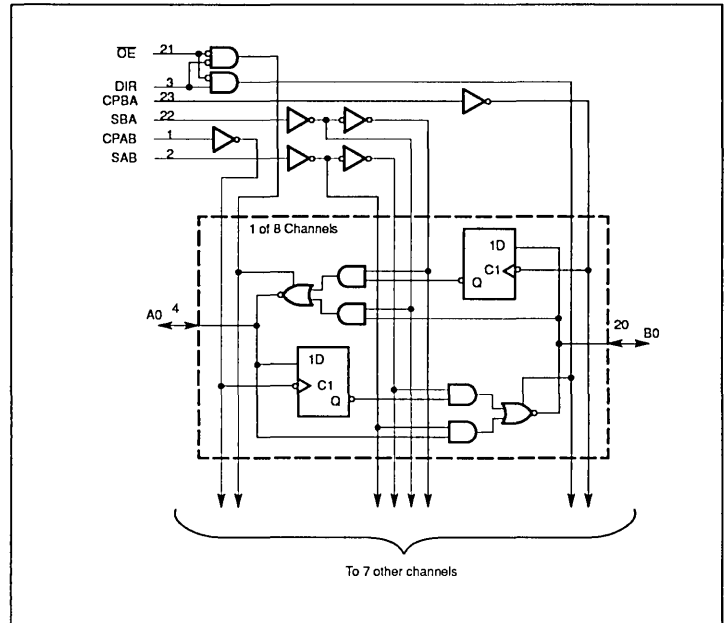 O̅E̅ 21
DIR 3
CPBA 23
SBA 22
CPAB 1
SAB 2
1 of 8 Channels
1D
C1
Q
A0 4
20 B0
1D
C1
Q
To 7 other channels